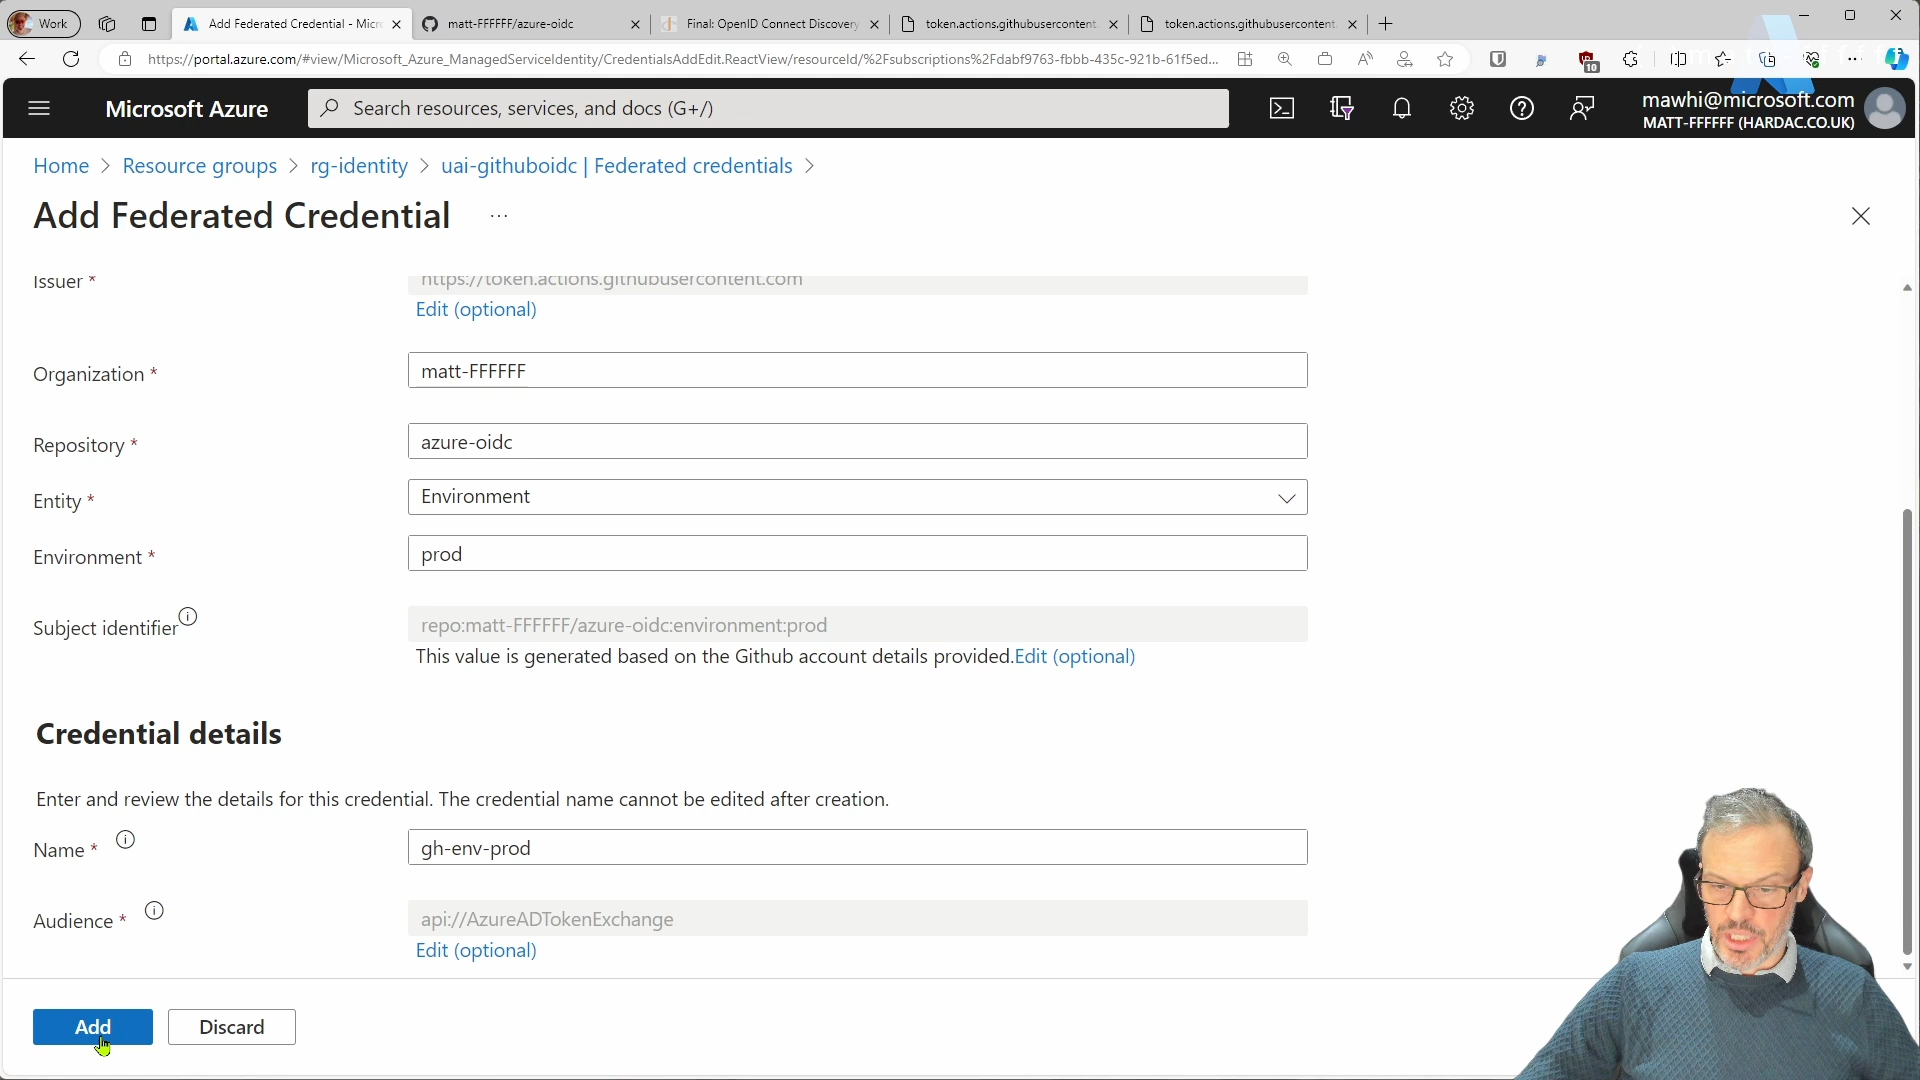 Work
Add Federated Credential - Micr
matt-FFFFFF/azure-oidc
Final: OpenID Connect Discovery
token.actions.githubusercontent.
token.actions.githubusercontent.
https://portal.azure.com/#view/Microsoft_Azure_ManagedServiceIdentity/CredentialsAddEdit.ReactView/resourceId/%2Fsubscriptions%2Fdabf9763-fbbb-435c-921b-61f5ed...
10
Microsoft Azure
Search resources, services, and docs (G+/)
mawhi@microsoft.com
MATT-FFFFFF (HARDAC.CO.UK)
Home > Resource groups > rg-identity > uai-githuboidc | Federated credentials >
Add Federated Credential ...
Issuer *
https://token.actions.githubusercontent.com
Edit (optional)
Organization *
matt-FFFFFF
Repository *
azure-oidc
Entity *
Environment
Environment *
prod
Subject identifier
repo:matt-FFFFFF/azure-oidc:environment:prod
This value is generated based on the Github account details provided.Edit (optional)
Credential details
Enter and review the details for this credential. The credential name cannot be edited after creation.
Name *
gh-env-prod
Audience *
api://AzureADTokenExchange
Edit (optional)
Add
Discard